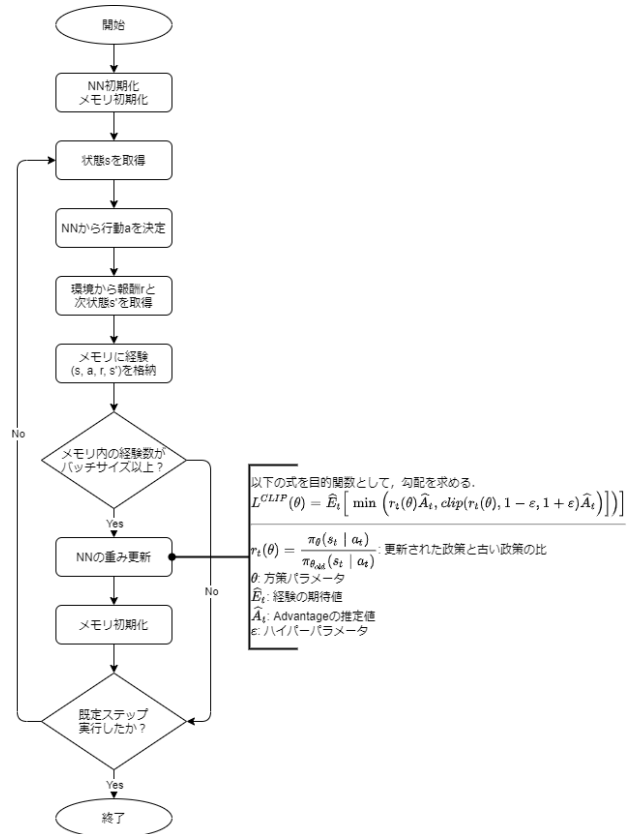 開始
NN初期化
メモリ初期化
状態sを取得
NNから行動aを決定
環境から報酬rと
次状態s'を取得
メモリに経験
(s, a, r, s')を格納
メモリ内の経験数が
バッチサイズ以上？
No
Yes
NNの重み更新
No
メモリ初期化
既定ステップ
実行したか？
Yes
終了
以下の式を目的関数として，勾配を求める.
L^{CLIP}(θ) = Ê_t[ min (r_t(θ)Â_t, clip(r_t(θ), 1 − ε, 1 + ε)Â_t)])]
r_t(θ) = π_θ(s_t | a_t) / π_{θ_old}(s_t | a_t): 更新された政策と古い政策の比
θ: 方策パラメータ
Ê_t: 経験の期待値
Â_t: Advantageの推定値
ε: ハイパーパラメータ